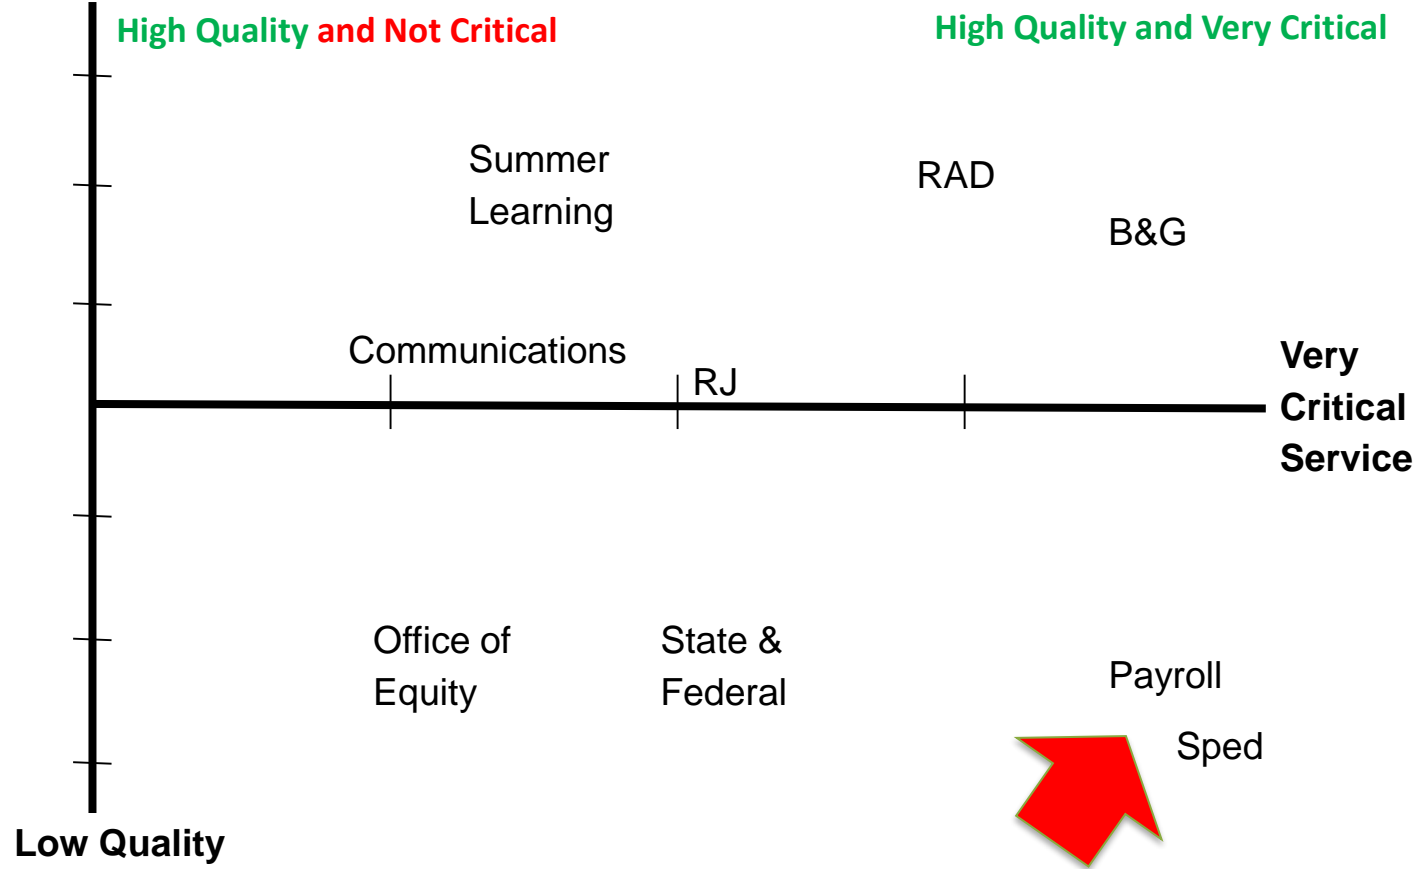 High Quality and Not Critical
High Quality and Very Critical
Summer
Learning
RAD
B&G
Communications
RJ
Very
Critical
Service
Office of
Equity
State &
Federal
Payroll
Sped
Low Quality